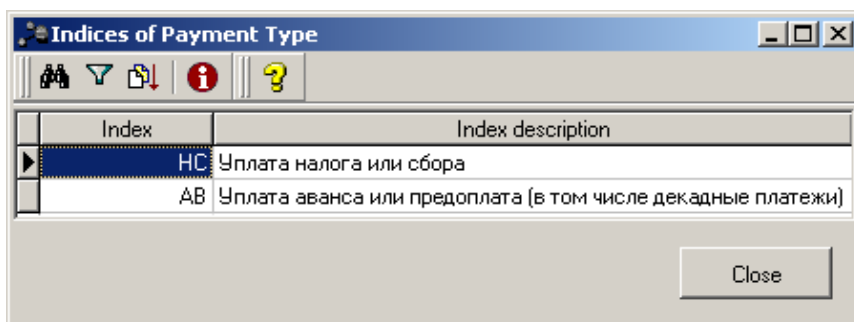 Indices of Payment Type
Index Index description
НС Уплата налога или сбора
АВ Уплата аванса или предоплата (в том числе декадные платежи)
Close